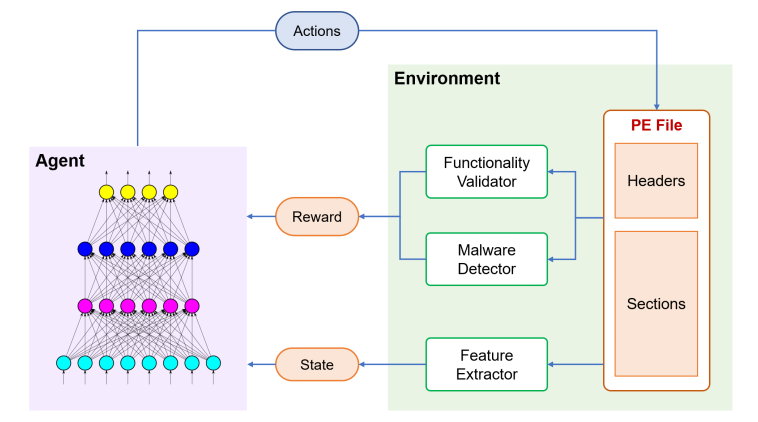 Actions
Environment
PE File
Agent
Functionality
Validator
Headers
Reward
Malware
Detector
Sections
Feature
Extractor
State